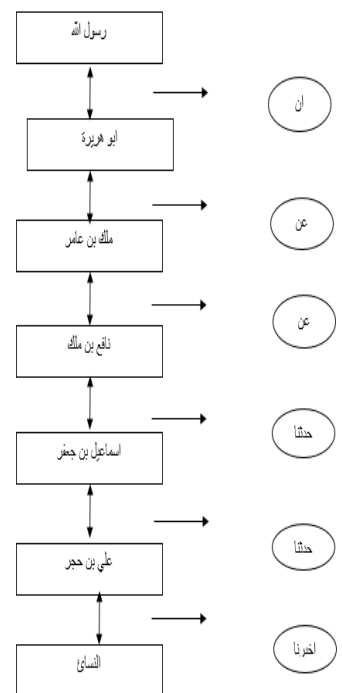 رسول الله
ان
ابو هريرة
عن
ملك بن عامر
عن
نافع بن ملك
حدثنا
اسماعيل بن جعفر
حدثنا
علي بن حجر
اخبرنا
النسائ